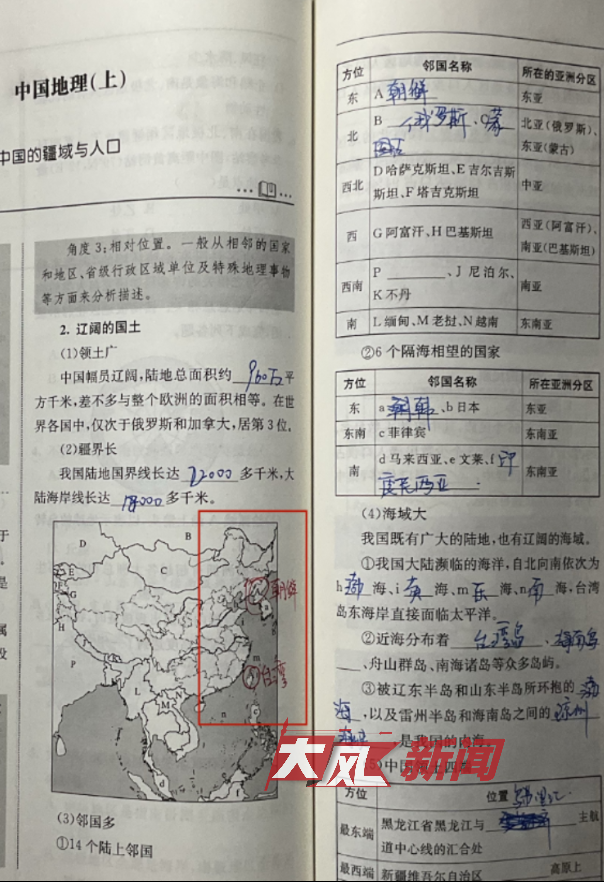 中国地理(上)
中国的疆域与人口
角度3:相对位置。一般从相邻的国家
和地区、省级行政区域单位及特殊地理事物
等方面来分析描述。
2. 辽阔的国土
(1)领土广
中国幅员辽阔,陆地总面积约 960万 平
方千米,差不多与整个欧洲的面积相等。在世
界各国中,仅次于俄罗斯和加拿大,居第3位。
(2)疆界长
我国陆地国界线长达 22000 多千米,大
陆海岸线长达 18000 多千米。
D
B
C
E
G
H
P
L
M
N
m
n
朝鲜
台湾
(3)邻国多
①14个陆上邻国
方位 邻国名称 所在的亚洲分区
东 A 朝鲜 东亚
北 B 俄罗斯、C 蒙 北亚(俄罗斯)、
东亚(蒙古)
西北 D哈萨克斯坦、E吉尔吉斯
斯坦、F塔吉克斯坦 中亚
西 G阿富汗、H巴基斯坦 西亚(阿富汗)、
南亚(巴基斯坦)
西南 P 、J尼泊尔、
K不丹 南亚
南 L缅甸、M老挝、N越南 东南亚
②6个隔海相望的国家
方位 邻国名称 所在亚洲分区
东 a 韩 、b日本 东亚
东南 c菲律宾 东南亚
南 d马来西亚、e文莱、f 印
度尼西亚 东南亚
(4)海域大
我国既有广大的陆地,也有辽阔的海域。
①我国大陆濒临的海洋,自北向南依次为
h 渤 海、i 黄 海、m 东 海、n 南 海,台湾
岛东海岸直接面临太平洋。
②近海分布着 台湾岛 、 海南岛
、舟山群岛、南海诸岛等众多岛屿。
③被辽东半岛和山东半岛所环抱的 渤
海 ,以及雷州半岛和海南岛之间的 琼州
海峡 是我国的内海。
大风新闻
(5)中国领土四至
方位 位置
最东端 黑龙江省黑龙江与 主航
道中心线的汇合处
最西端 新疆维吾尔自治区 高原上